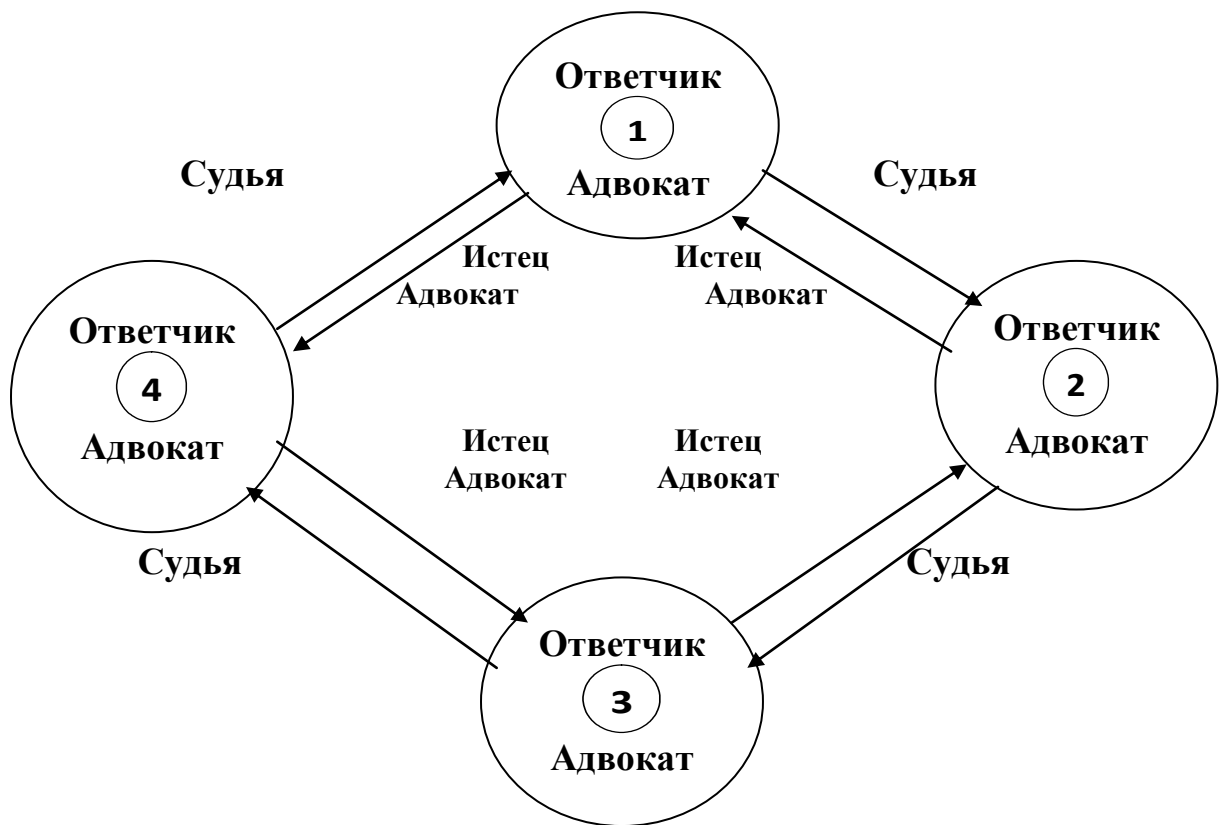 Ответчик
1
Адвокат
Судья
Судья
Истец
Адвокат
Истец
Адвокат
Ответчик
4
Адвокат
Ответчик
2
Адвокат
Истец
Адвокат
Истец
Адвокат
Судья
Судья
Ответчик
3
Адвокат